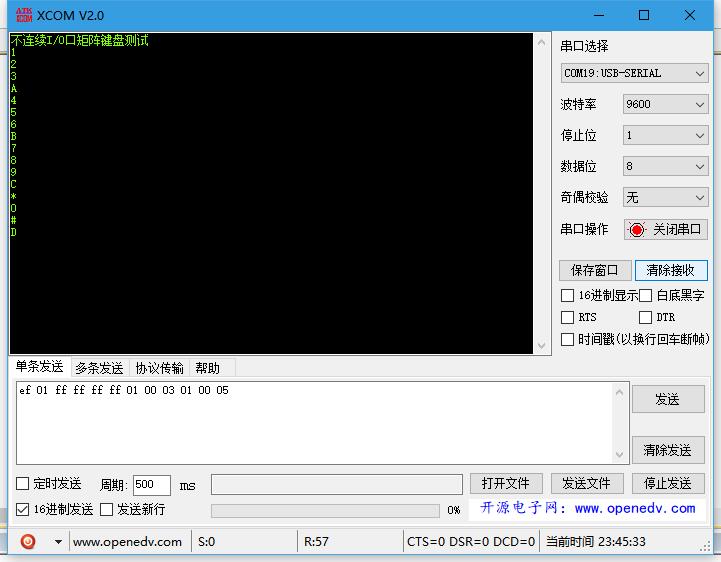 ATK XCOM XCOM V2.0
不连续I/O口矩阵键盘测试
1
2
3
A
4
5
6
B
7
8
9
C
*
0
#
D
串口选择
COM19:USB-SERIAL
波特率 9600
停止位 1
数据位 8
奇偶校验 无
串口操作 关闭串口
保存窗口 清除接收
16进制显示 白底黑字
RTS DTR
时间戳(以换行回车断帧)
单条发送 多条发送 协议传输 帮助
ef 01 ff ff ff ff 01 00 03 01 00 05
发送
清除发送
定时发送 周期: 500 ms 打开文件 发送文件 停止发送
16进制发送 发送新行 0% 开源电子网：www.openedv.com
www.openedv.com S:0 R:57 CTS=0 DSR=0 DCD=0 当前时间 23:45:33